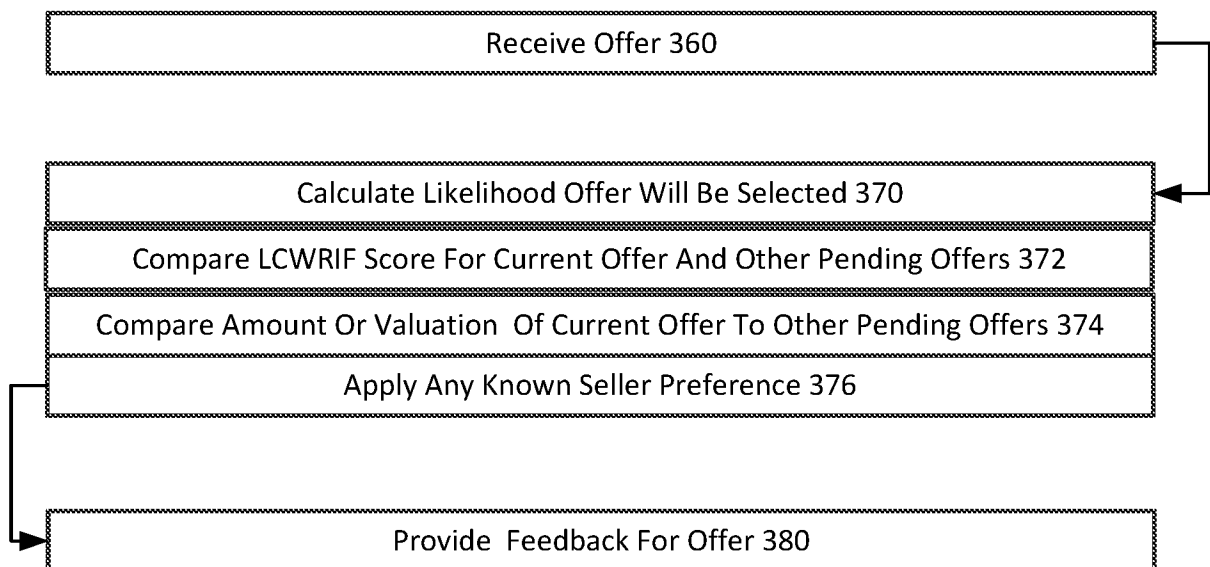 Receive Offer 360
Calculate Likelihood Offer Will Be Selected 370
Compare LCWRIF Score For Current Offer And Other Pending Offers 372
Compare Amount Or Valuation Of Current Offer To Other Pending Offers 374
Apply Any Known Seller Preference 376
Provide Feedback For Offer 380